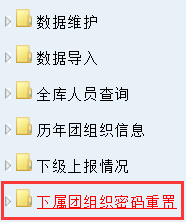 数据维护
数据导入
全库人员查询
历年团组织信息
下级上报情况
下属团组织密码重置